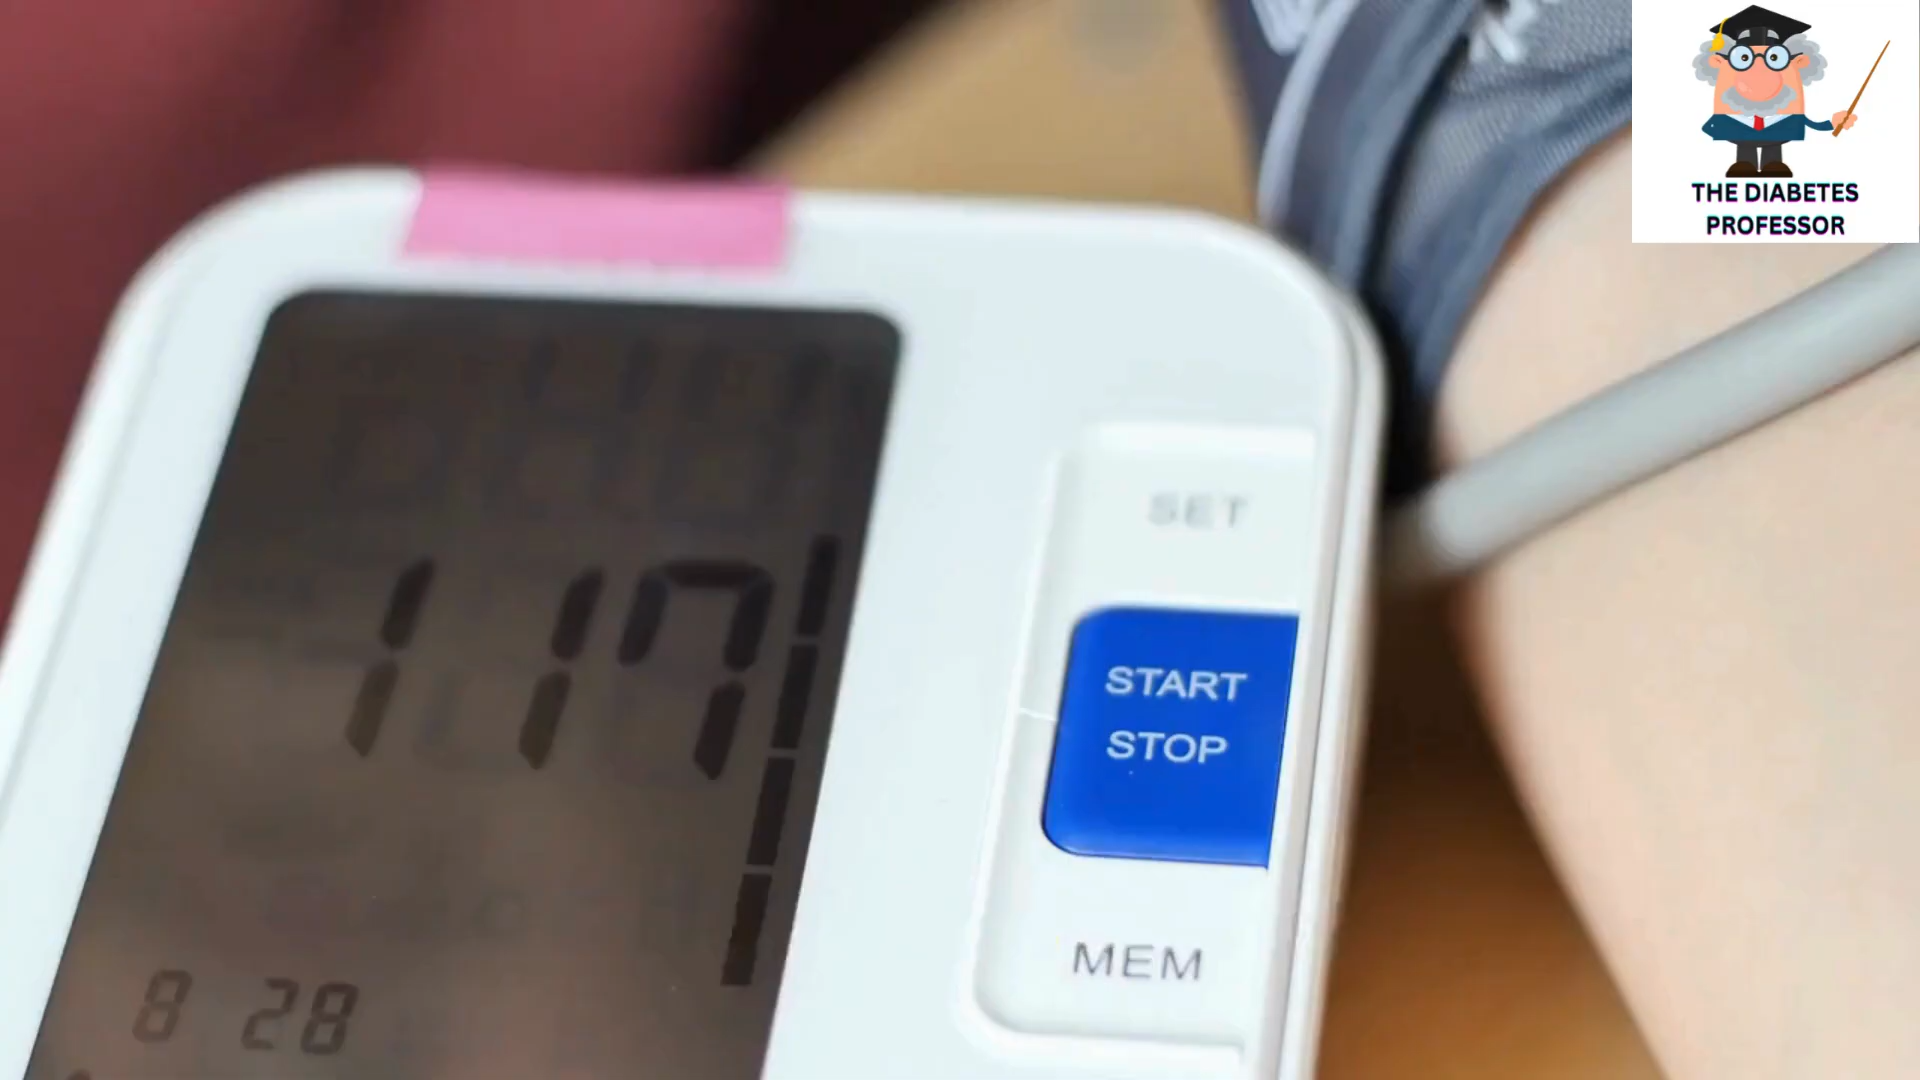 THE DIABETES
PROFESSOR
SET
117
START
STOP
MEM
8 28